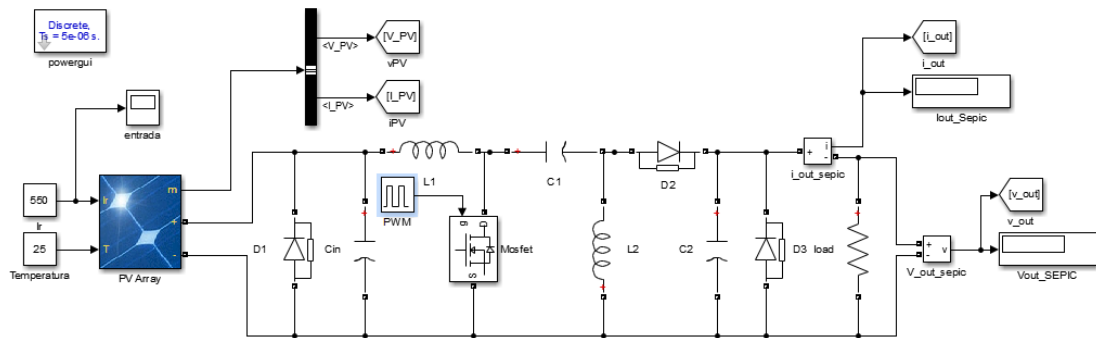 Discrete,
Ts = 5e-06 s.
powergui
<V_PV>
[V_PV]
vPV
<I_PV>
[I_PV]
iPV
[i_out]
i_out
Iout_Sepic
entrada
550
Ir
25
Temperatura
Ir
T
m
+
-
PV Array
D1
Cin
L1
PWM
g
D
S
Mosfet
C1
D2
L2
C2
D3
load
+
i
-
i_out_sepic
[v_out]
v_out
+
-
v
V_out_sepic
Vout_SEPIC